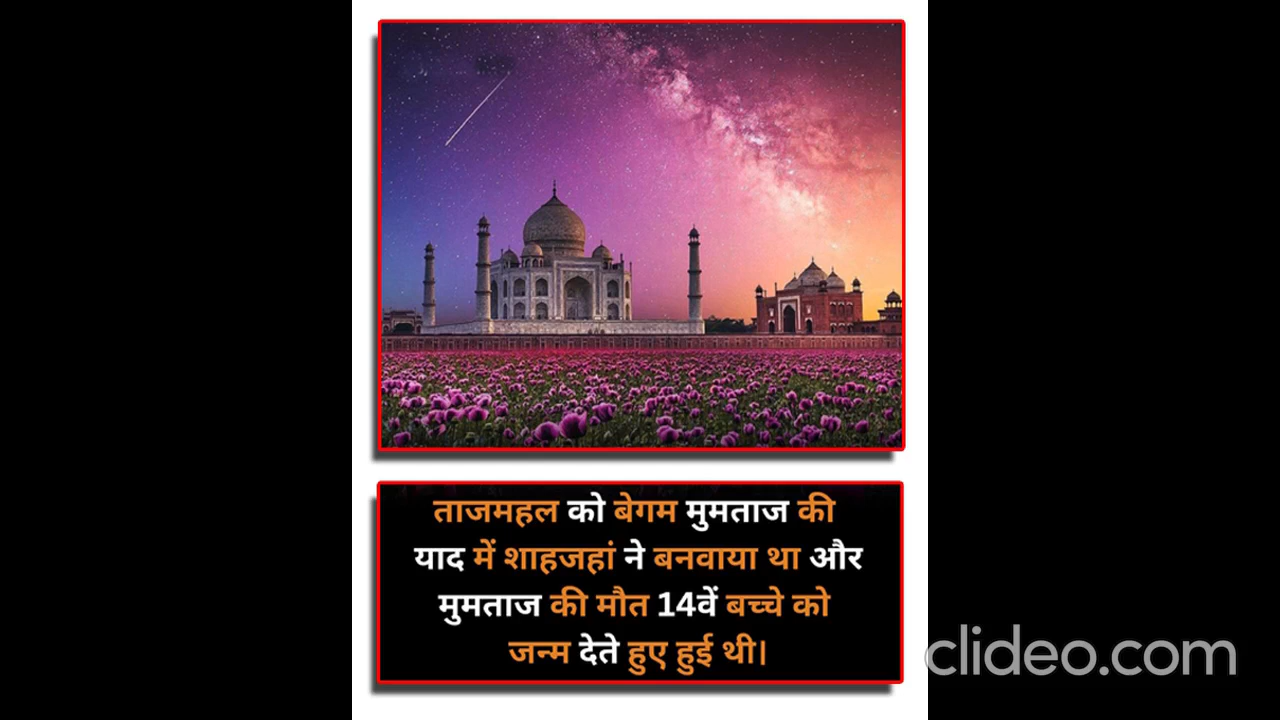 ताजमहल को बेगम मुमताज की
याद में शाहजहां ने बनवाया था और
मुमताज की मौत 14वें बच्चे को
जन्म देते हुए हुई थी।
clideo.com